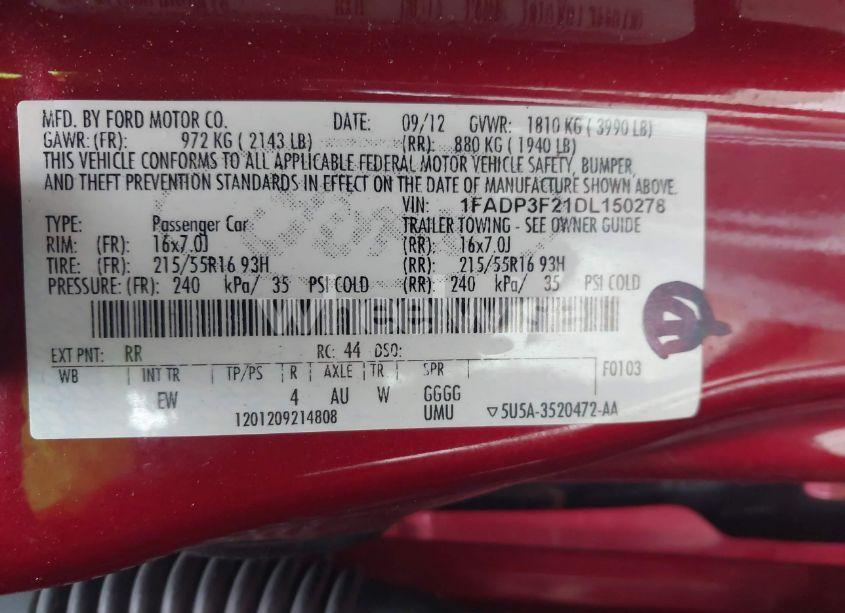 MFD. BY FORD MOTOR CO. DATE: 09/12 GVWR: 1810 KG ( 3990 LB)
GAWR: (FR): 972 KG ( 2143 LB) (RR): 880 KG ( 1940 LB)
THIS VEHICLE CONFORMS TO ALL APPLICABLE FEDERAL MOTOR VEHICLE SAFETY, BUMPER,
AND THEFT PREVENTION STANDARDS IN EFFECT ON THE DATE OF MANUFACTURE SHOWN ABOVE.
VIN: 1FADP3F21DL150278
TYPE: Passenger Car TRAILER TOWING - SEE OWNER GUIDE
RIM: (FR): 16x7.0J (RR): 16x7.0J
TIRE: (FR): 215/55R16 93H (RR): 215/55R16 93H
PRESSURE: (FR): 240 kPa/ 35 PSI COLD (RR): 240 kPa/ 35 PSI COLD
EXT PNT: RR RC: 44 DSO:
WB INT TR TP/PS R AXLE TR SPR F0103
EW 4 AU W GGGG
1201209214808 UMU ▽5U5A-3520472-AA